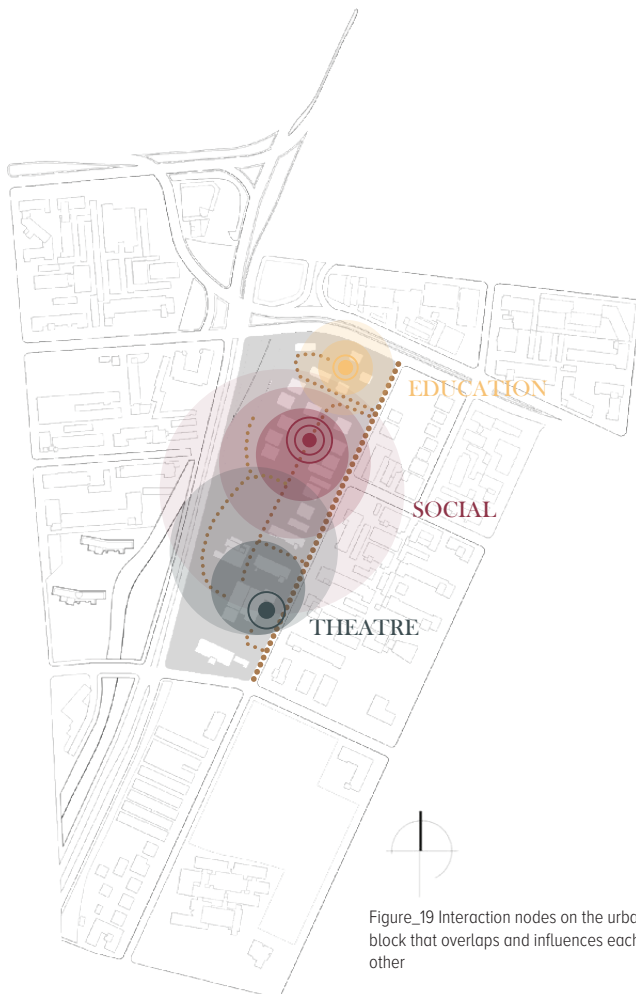 EDUCATION
SOCIAL
THEATRE
Figure_19 Interaction nodes on the urba
block that overlaps and influences each
other